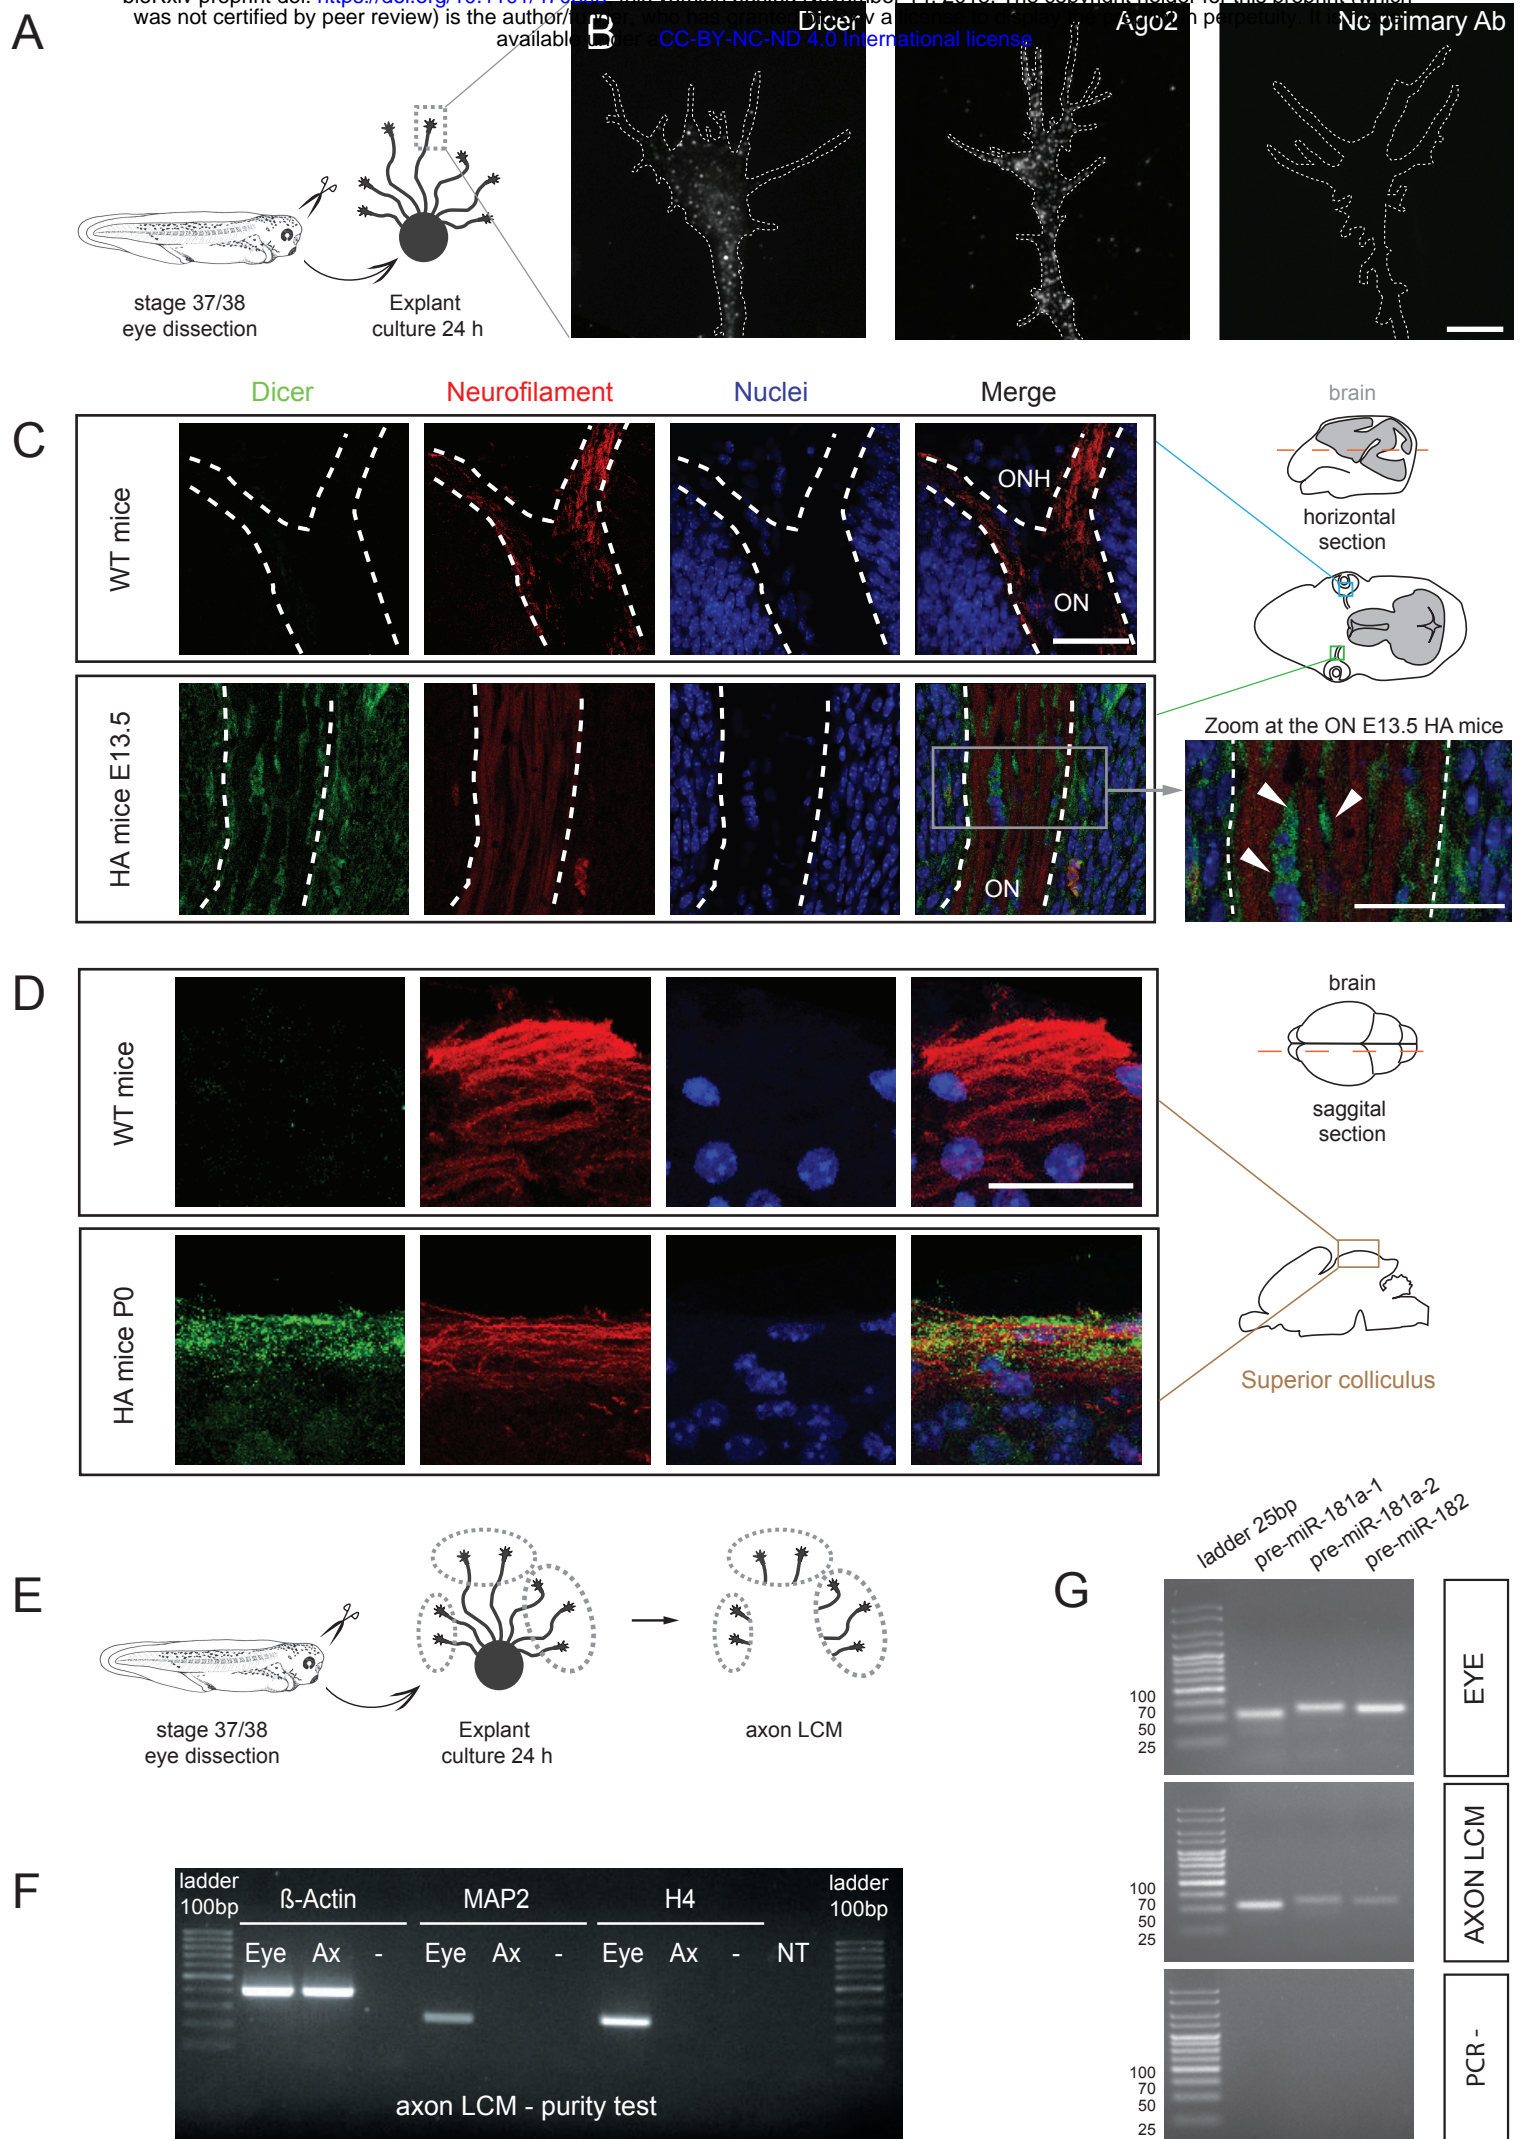 was not certified by peer review) is the author/funder, who has granted bioRxiv a license to display the preprint in perpetuity. It is
available under a CC-BY-NC-ND 4.0 International license.
A
B
Dicer
Ago2
No primary Ab
stage 37/38
eye dissection
Explant
culture 24 h
Dicer
Neurofilament
Nuclei
Merge
C
WT mice
ONH
ON
HA mice E13.5
ON
brain
horizontal
section
Zoom at the ON E13.5 HA mice
D
WT mice
HA mice P0
brain
saggital
section
Superior colliculus
E
stage 37/38
eye dissection
Explant
culture 24 h
axon LCM
F
ladder
100bp
ß-Actin
MAP2
H4
ladder
100bp
Eye
Ax
-
Eye
Ax
-
Eye
Ax
-
NT
axon LCM - purity test
G
ladder 25bp
pre-miR-181a-1
pre-miR-181a-2
pre-miR-182
100
70
50
25
EYE
100
70
50
25
AXON LCM
100
70
50
25
PCR -